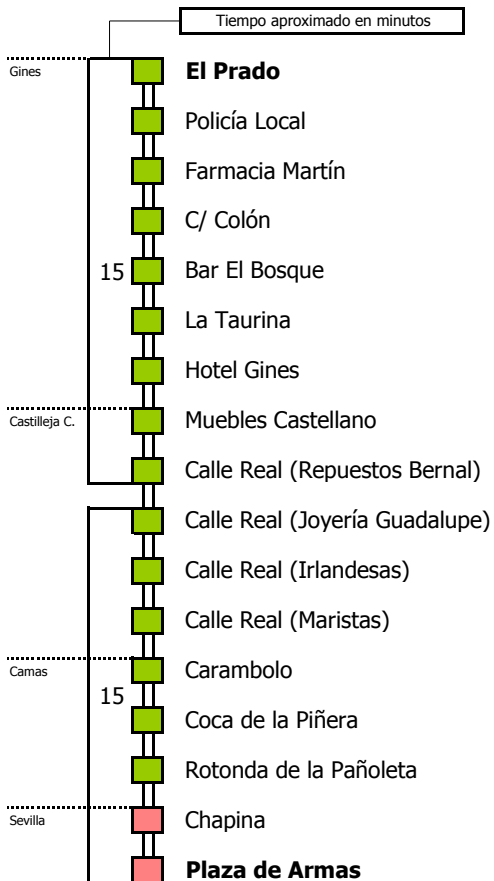 Tiempo aproximado en minutos
Gines
El Prado
Policía Local
Farmacia Martín
C/ Colón
15
Bar El Bosque
La Taurina
Hotel Gines
Castilleja C.
Muebles Castellano
Calle Real (Repuestos Bernal)
Calle Real (Joyería Guadalupe)
Calle Real (Irlandesas)
Calle Real (Maristas)
Camas
Carambolo
15
Coca de la Piñera
Rotonda de la Pañoleta
Sevilla
Chapina
Plaza de Armas